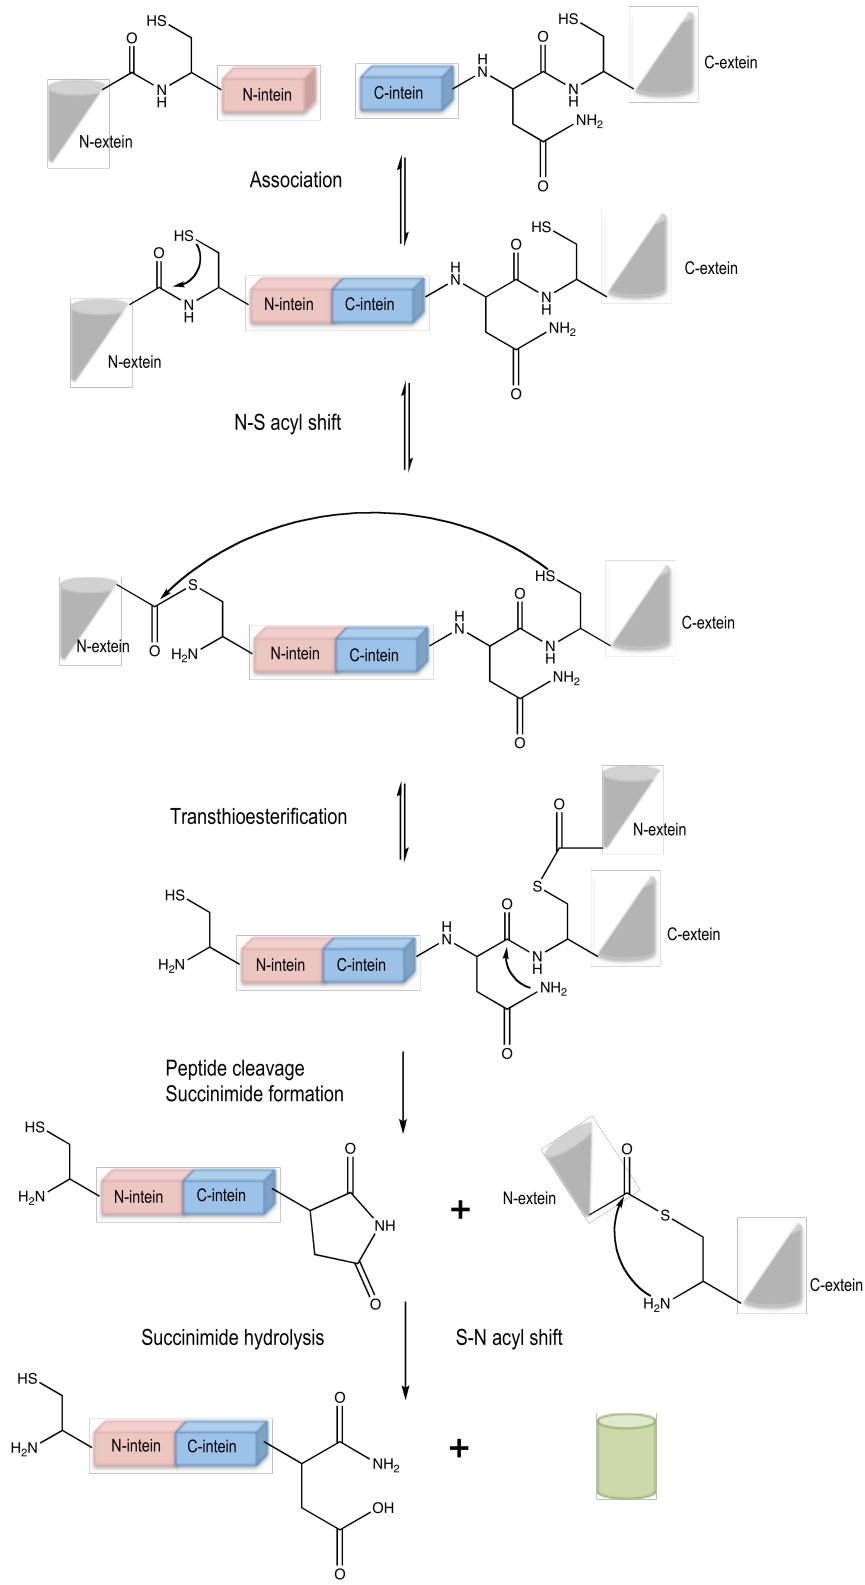 HS
O
N
H
N-intein
N-extein
C-intein
H
N
O
N
H
HS
C-extein
NH2
O
Association
HS
O
N
H
N-intein
C-intein
N-extein
H
N
O
N
H
HS
C-extein
NH2
O
N-S acyl shift
N-extein
O
S
H2N
N-intein
C-intein
H
N
O
N
H
HS
C-extein
NH2
O
Transthioesterification
O
N-extein
S
HS
H2N
N-intein
C-intein
H
N
O
N
H
C-extein
NH2
O
Peptide cleavage
Succinimide formation
HS
H2N
N-intein
C-intein
O
NH
O
+
N-extein
O
S
H2N
C-extein
Succinimide hydrolysis
S-N acyl shift
HS
H2N
N-intein
C-intein
O
NH2
OH
O
+